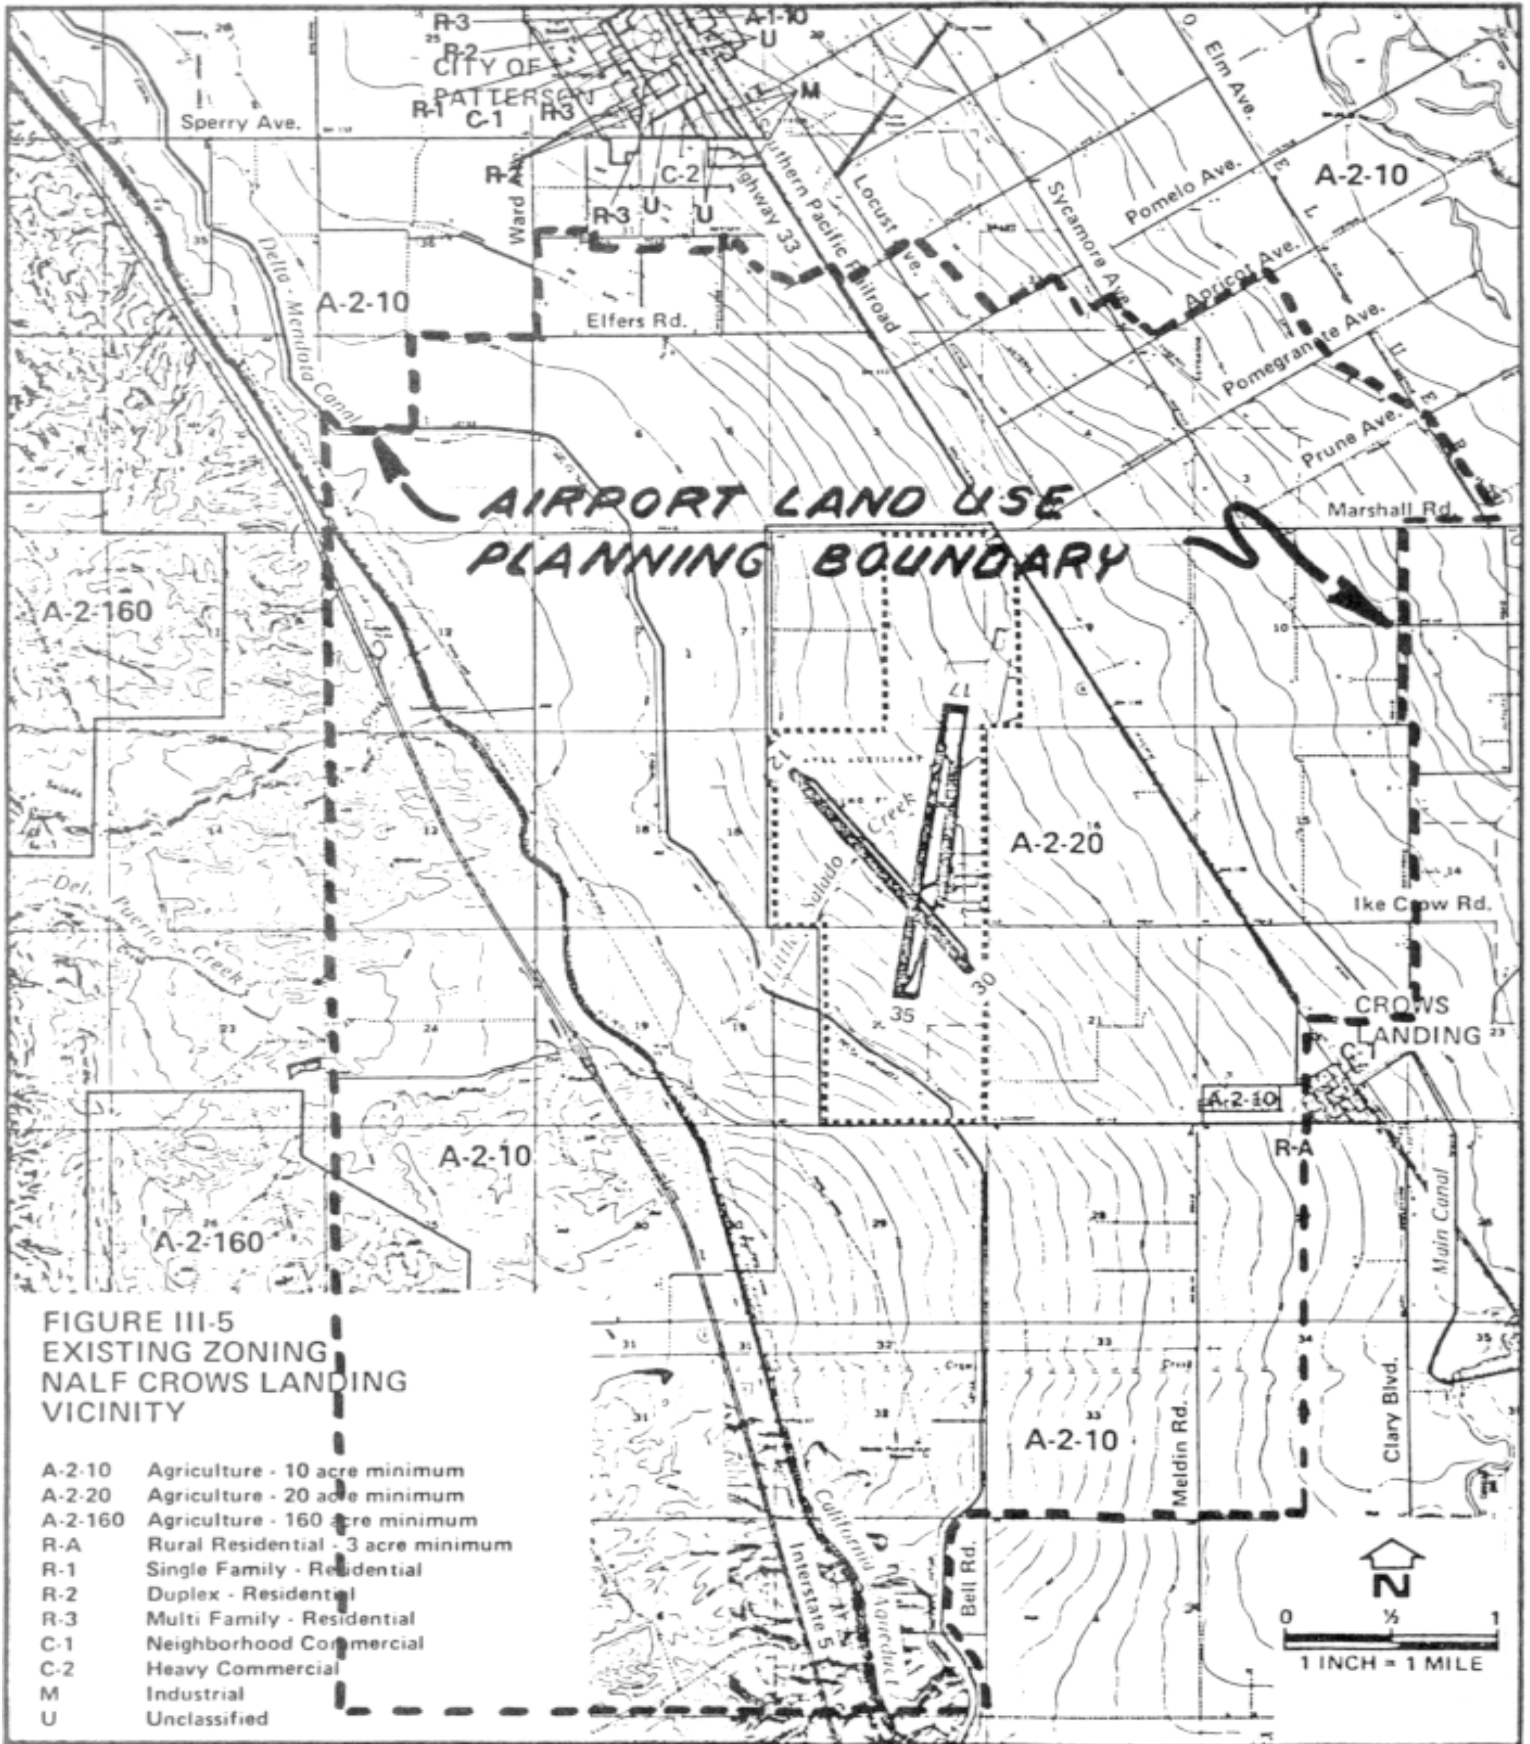 R-3
A-1-10
U
R-2
CITY OF
PATTERSON
M
R-1
C-1
R-3
Sperry Ave.
Elm Ave.
A-2-10
Pomelo Ave.
R-2
C-2
Ward Ave.
R-3
U
U
Highway 33
Southern Pacific Railroad
Locust Ave.
Sycamore Ave.
Apricot Ave.
Delta - Mendota Canal
A-2-10
Elfers Rd.
Pomegranate Ave.
Prune Ave.
AIRPORT LAND USE
PLANNING BOUNDARY
Marshall Rd.
A-2-160
17
12
NAVAL AUXILIARY
Little Salado Creek
A-2-20
Ike Crow Rd.
Del. Puerto Creek
30
35
CROWS
LANDING
C-1
A-2-10
R-A
A-2-10
A-2-160
Main Canal
Clary Blvd.
A-2-10
Meldin Rd.
Bell Rd.
California Aqueduct
Interstate 5
FIGURE III-5
EXISTING ZONING
NALF CROWS LANDING
VICINITY
A-2-10 Agriculture - 10 acre minimum
A-2-20 Agriculture - 20 acre minimum
A-2-160 Agriculture - 160 acre minimum
R-A Rural Residential - 3 acre minimum
R-1 Single Family - Residential
R-2 Duplex - Residential
R-3 Multi Family - Residential
C-1 Neighborhood Commercial
C-2 Heavy Commercial
M Industrial
U Unclassified
N
0 ½ 1
1 INCH = 1 MILE